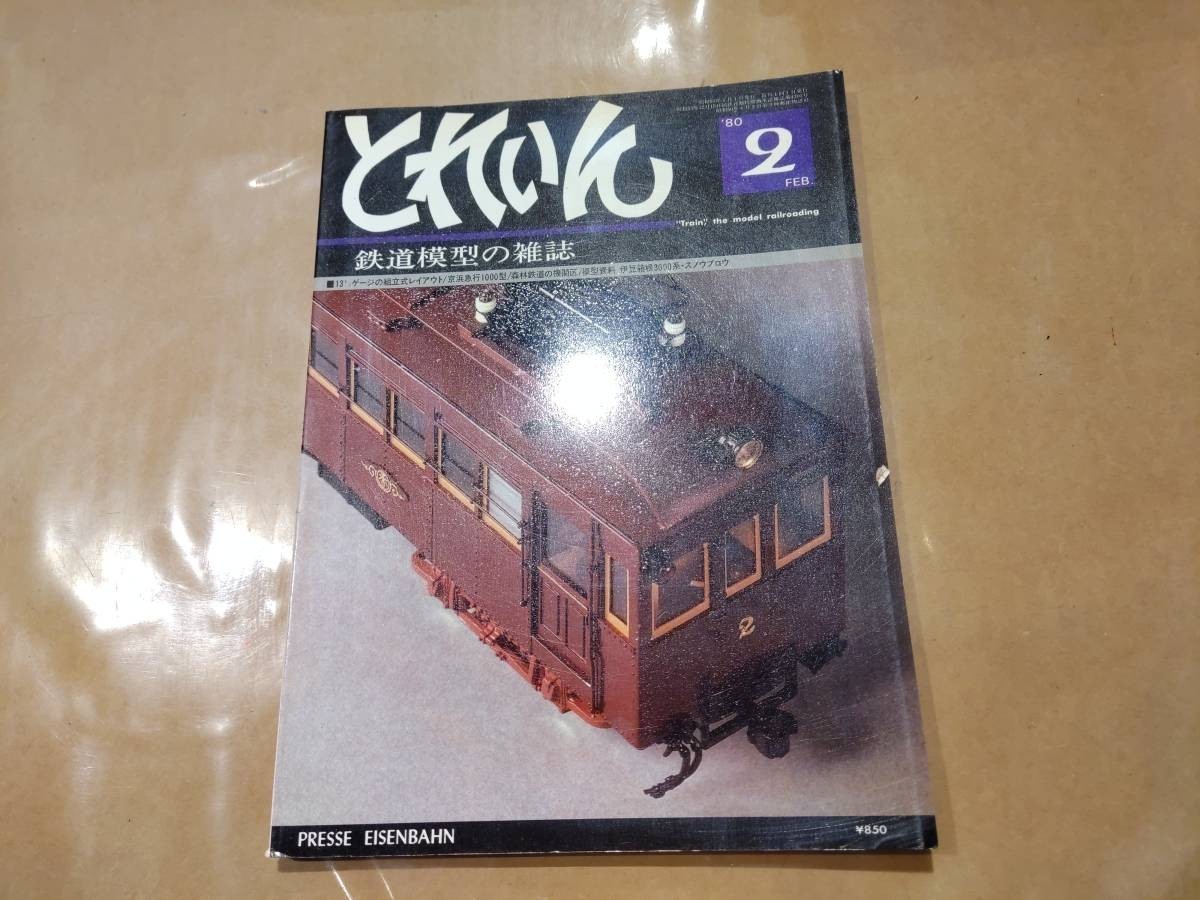 とれいん
'80
2
FEB.
"Train", the model railroading
鉄道模型の雑誌
ゲージの組立式レイアウト/京浜急行1000型/森林鉄道の機関区/模型資料 伊豆箱根3000系・スノウプロウ
2
PRESSE EISENBAHN
¥850